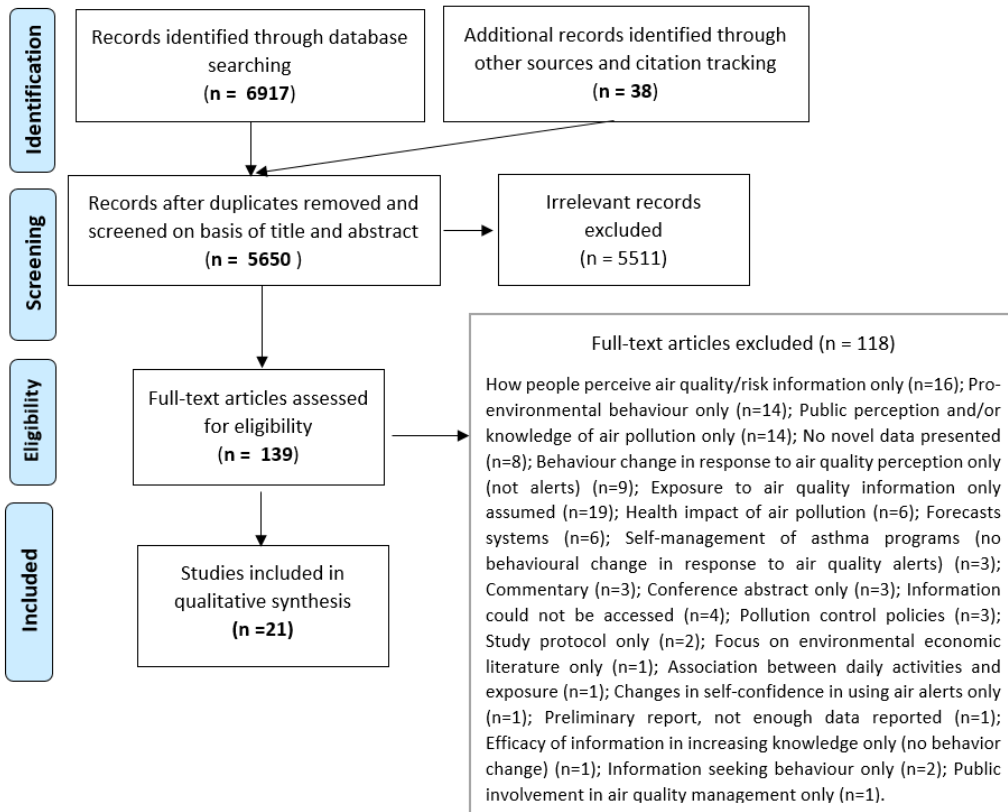 Identification
Records identified through database
searching
(n = 6917)
Additional records identified through
other sources and citation tracking
(n = 38)
Screening
Records after duplicates removed and
screened on basis of title and abstract
(n = 5650 )
Irrelevant records
excluded
(n = 5511)
Eligibility
Full-text articles assessed
for eligibility
(n = 139)
Full-text articles excluded (n = 118)
How people perceive air quality/risk information only (n=16); Pro-
environmental behaviour only (n=14); Public perception and/or
knowledge of air pollution only (n=14); No novel data presented
(n=8); Behaviour change in response to air quality perception only
(not alerts) (n=9); Exposure to air quality information only
assumed (n=19); Health impact of air pollution (n=6); Forecasts
systems (n=6); Self-management of asthma programs (no
behavioural change in response to air quality alerts) (n=3);
Commentary (n=3); Conference abstract only (n=3); Information
could not be accessed (n=4); Pollution control policies (n=3);
Study protocol only (n=2); Focus on environmental economic
literature only (n=1); Association between daily activities and
exposure (n=1); Changes in self-confidence in using air alerts only
(n=1); Preliminary report, not enough data reported (n=1);
Efficacy of information in increasing knowledge only (no behavior
change) (n=1); Information seeking behaviour only (n=2); Public
involvement in air quality management only (n=1).
Included
Studies included in
qualitative synthesis
(n =21)